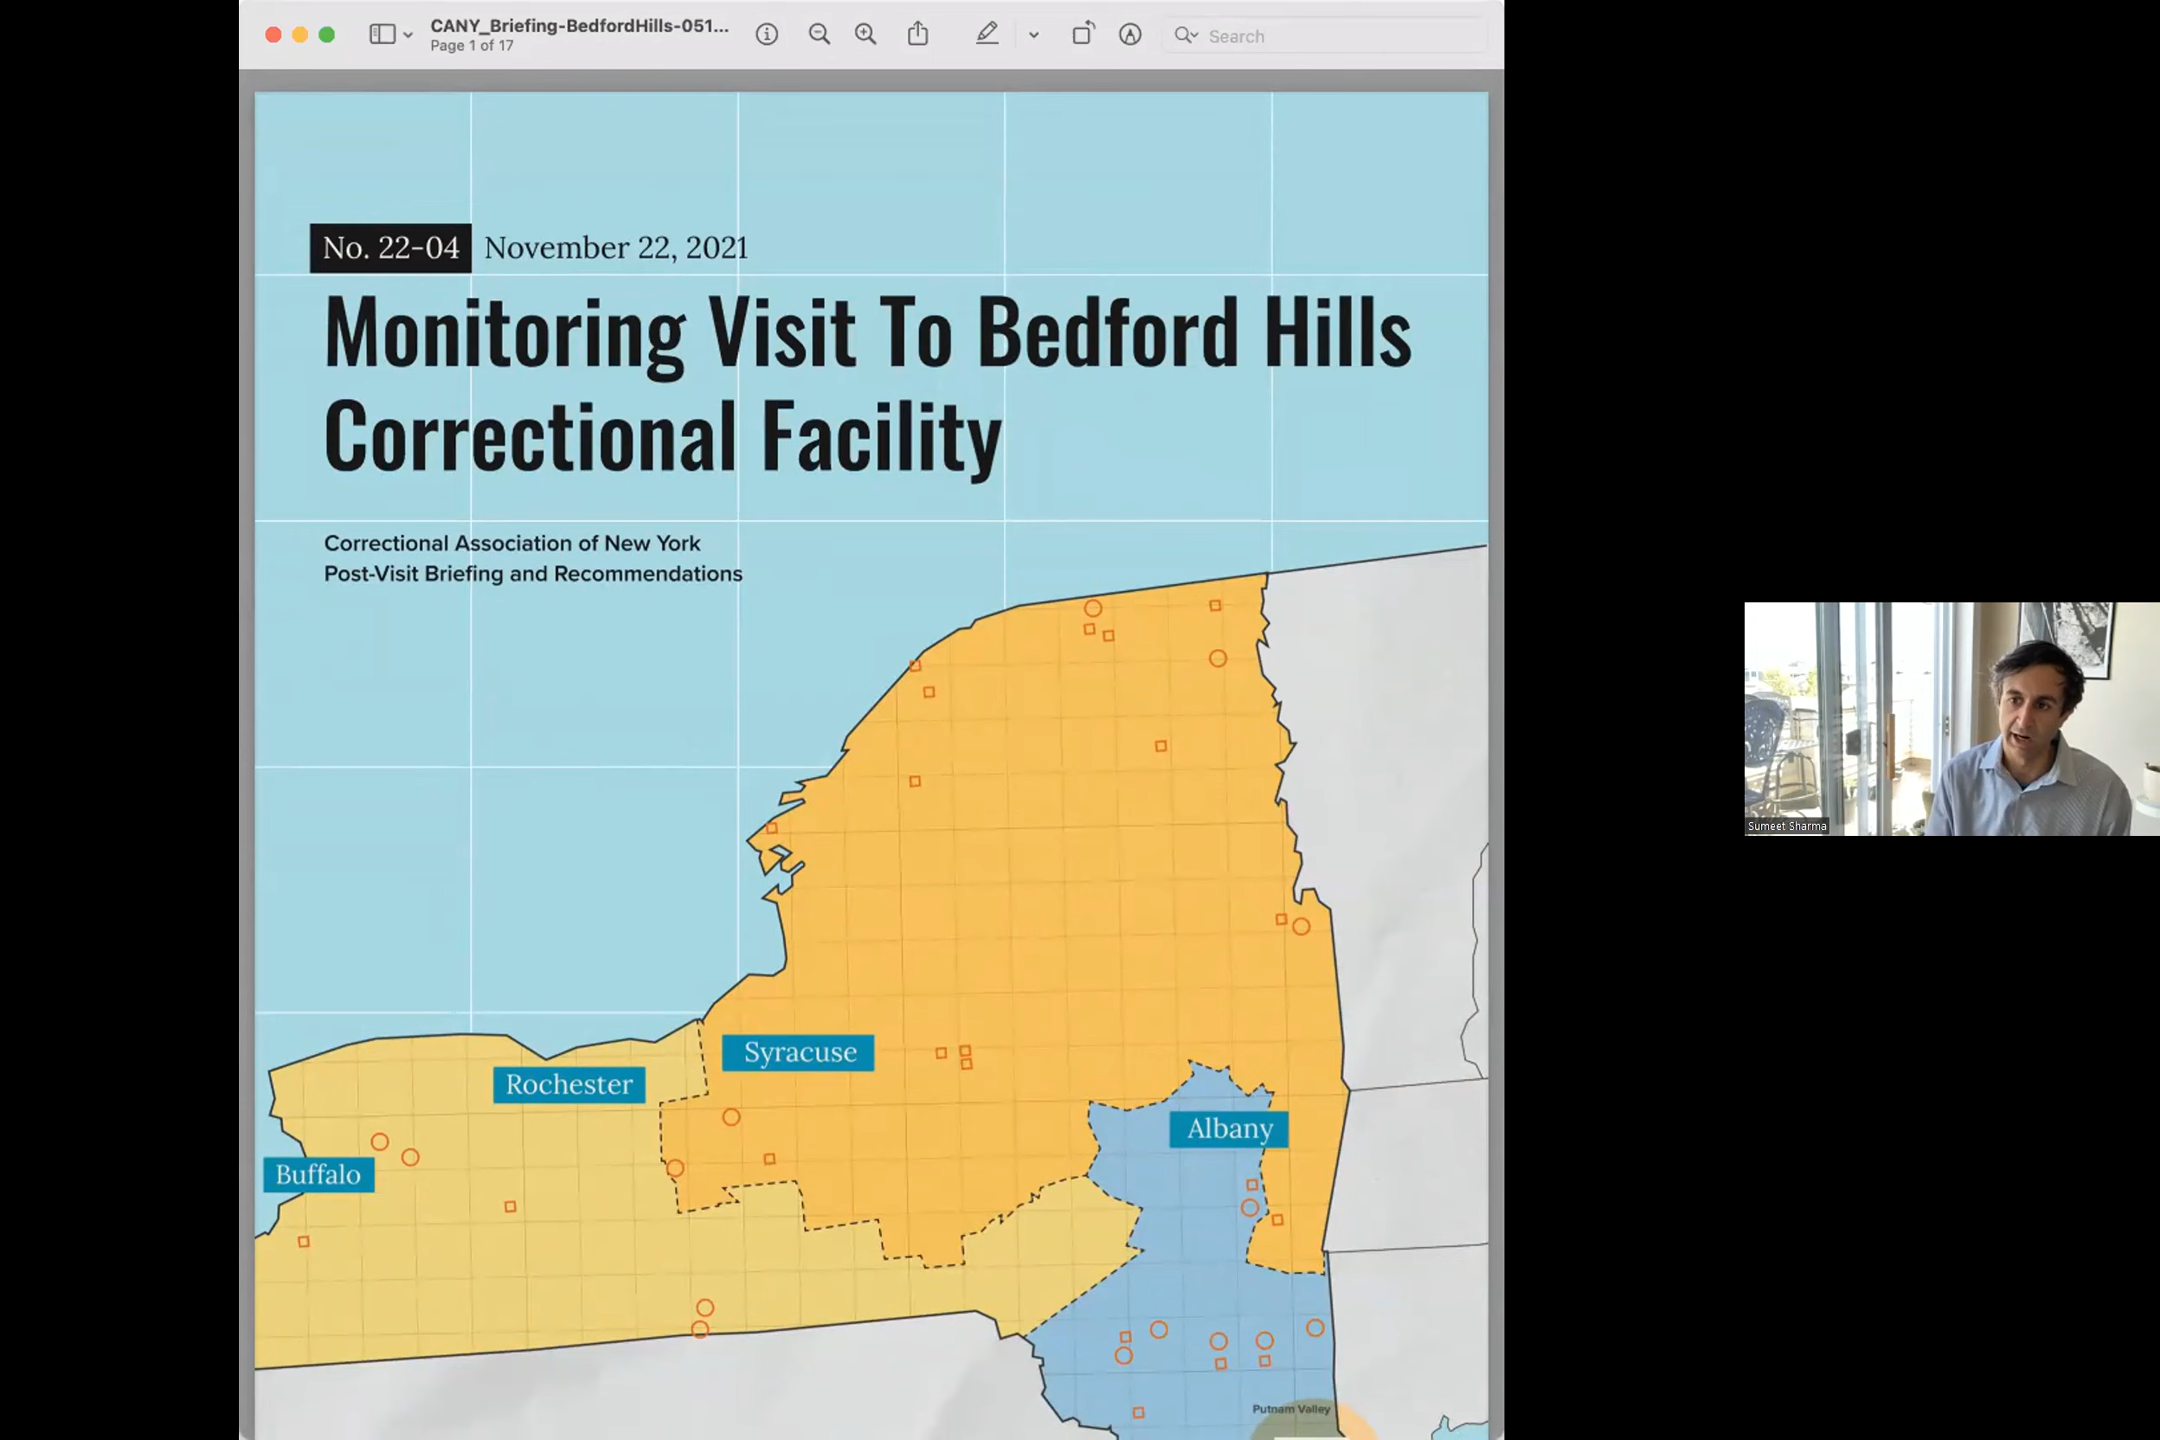 CANY_Briefing-BedfordHills-051...
Page 1 of 17
Search
No. 22-04 November 22, 2021
Monitoring Visit To Bedford Hills
Correctional Facility
Correctional Association of New York
Post-Visit Briefing and Recommendations
Syracuse
Rochester
Albany
Buffalo
Putnam Valley
Sumeet Sharma